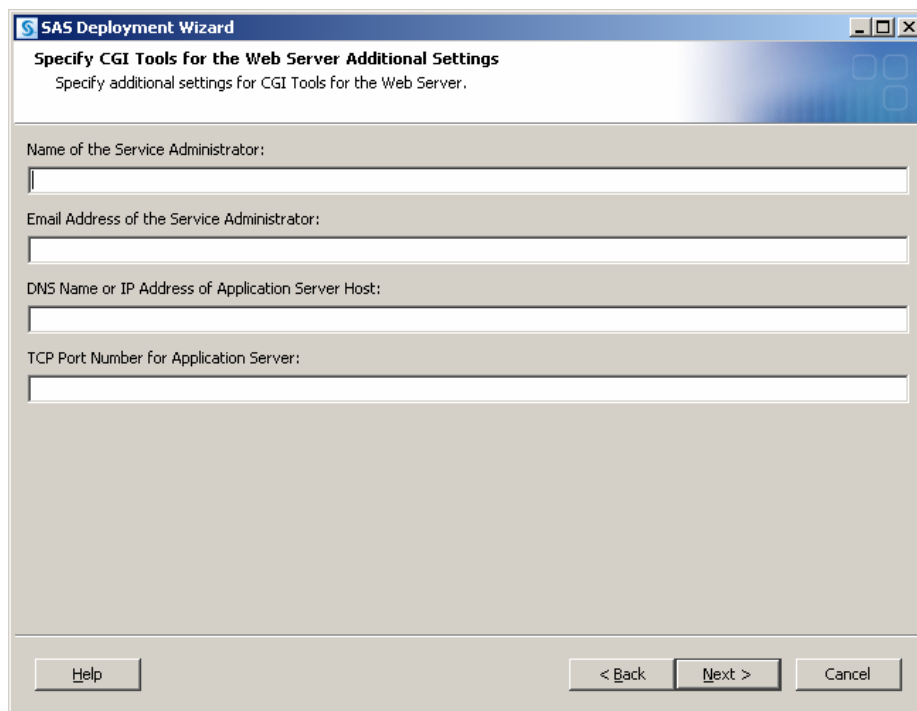 SAS Deployment Wizard
Specify CGI Tools for the Web Server Additional Settings
Specify additional settings for CGI Tools for the Web Server.
Name of the Service Administrator:
Email Address of the Service Administrator:
DNS Name or IP Address of Application Server Host:
TCP Port Number for Application Server:
Help
< Back
Next >
Cancel